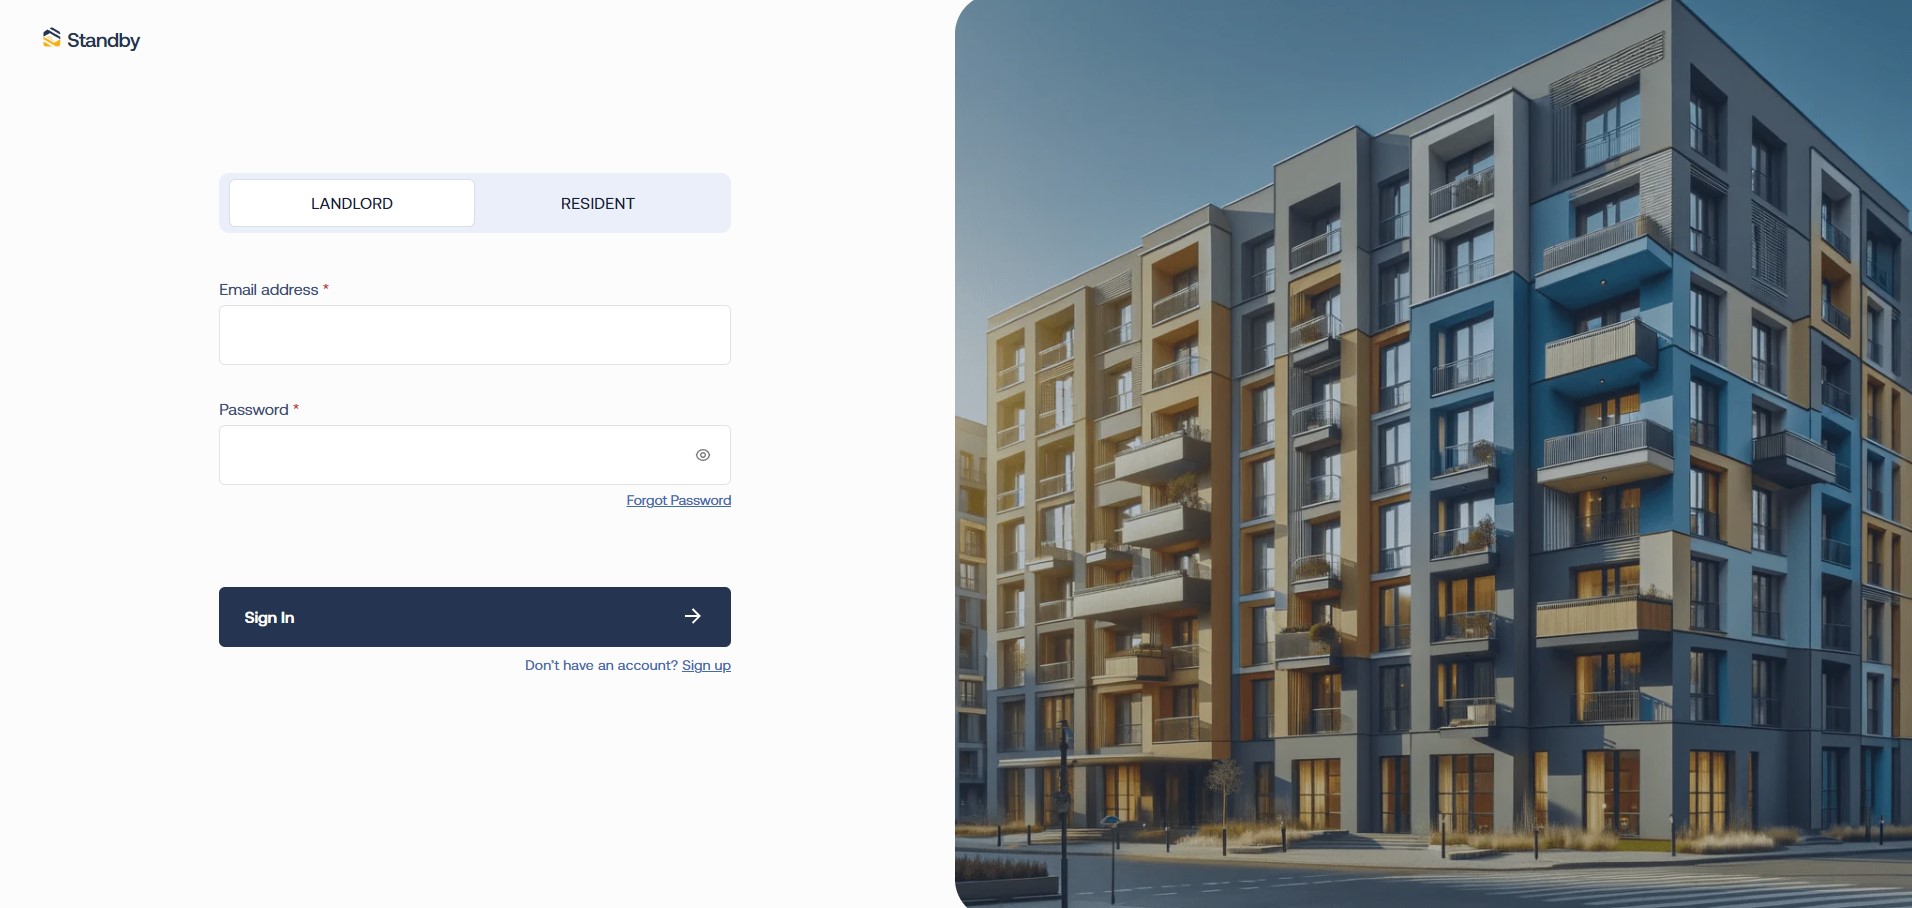 Standby
LANDLORD
RESIDENT
Email address *
Password *
Forgot Password
Sign In
Don't have an account? Sign up